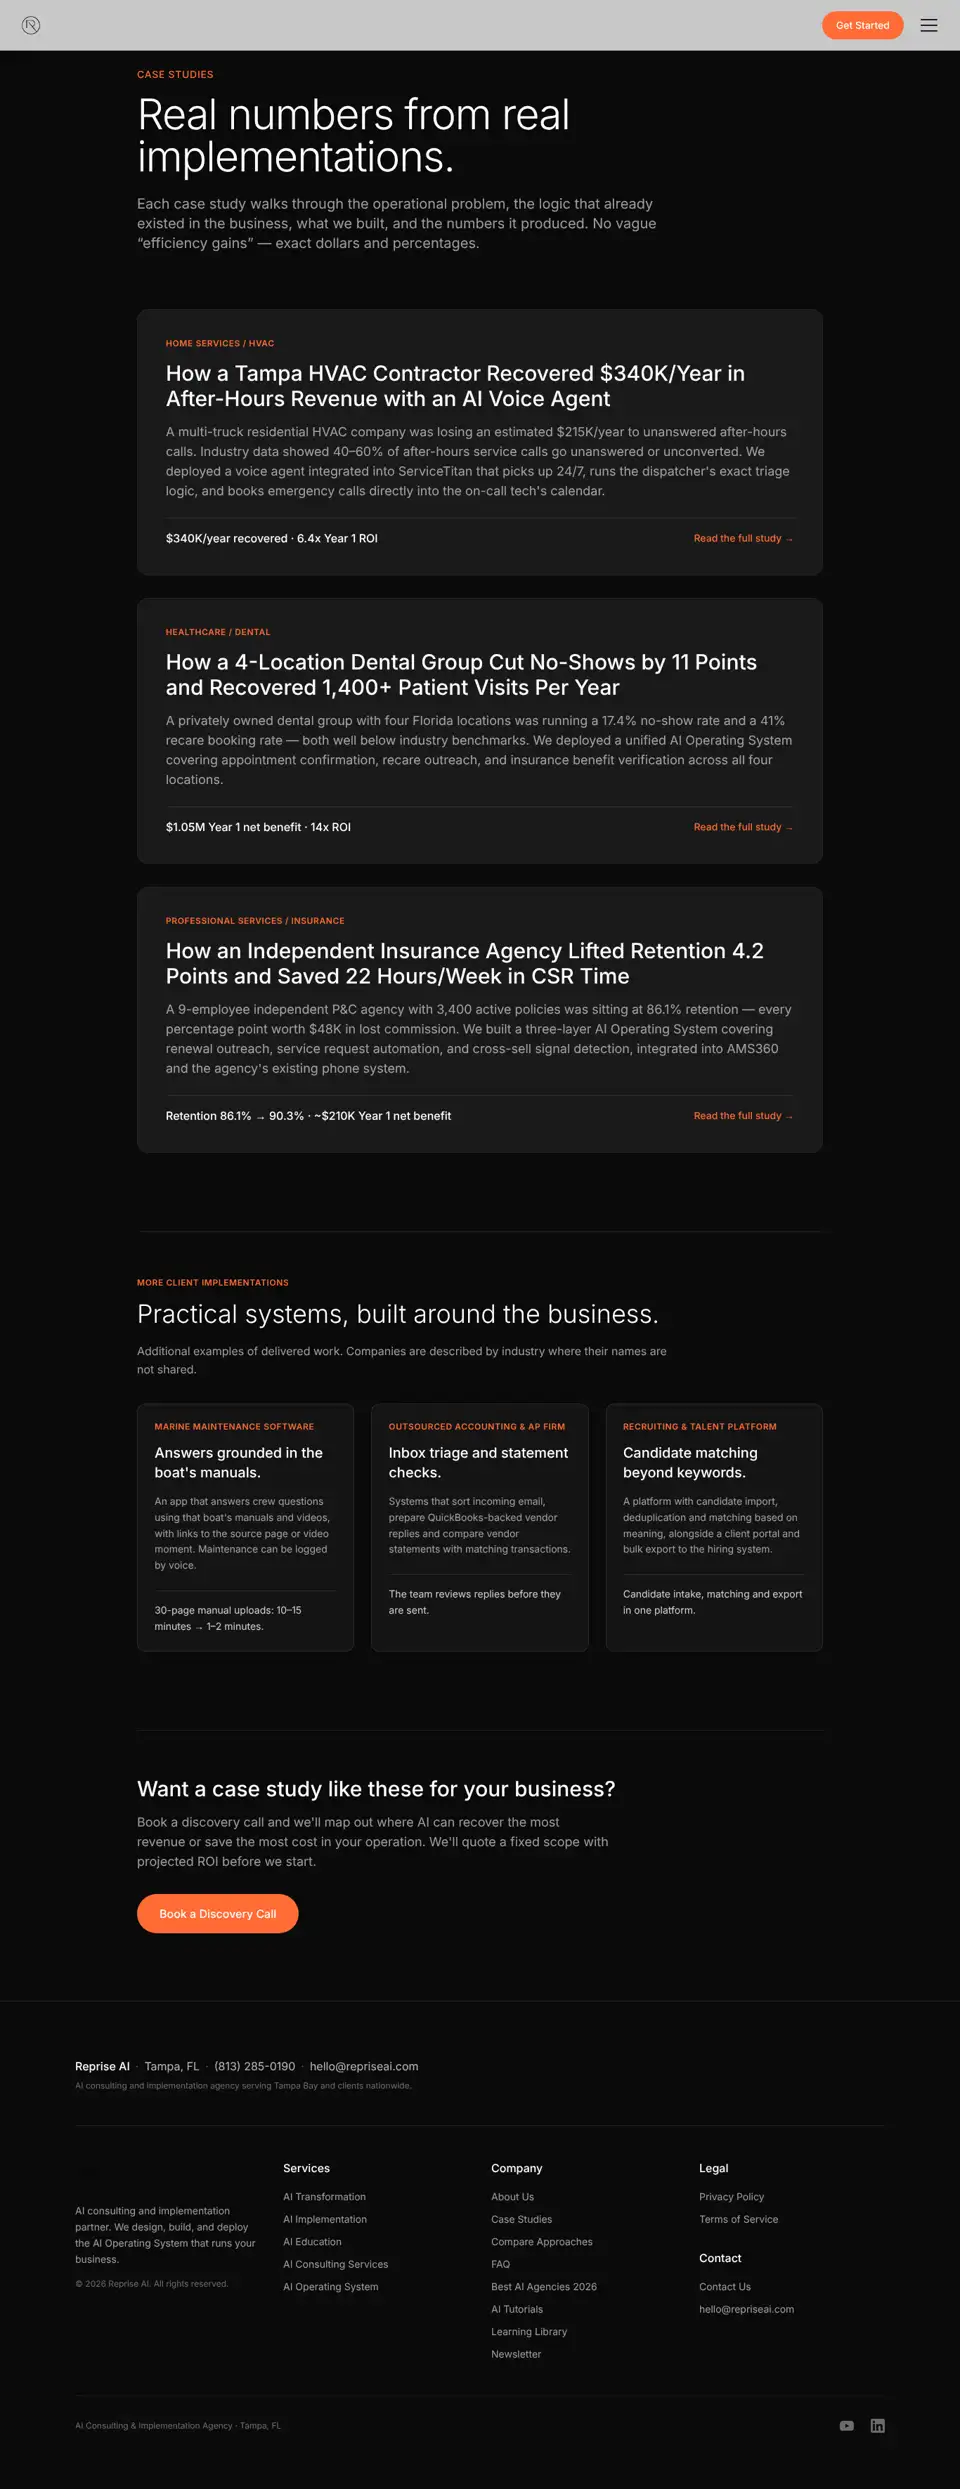 Get Started
CASE STUDIES
Real numbers from real
implementations.
Each case study walks through the operational problem, the logic that already
existed in the business, what we built, and the numbers it produced. No vague
“efficiency gains” — exact dollars and percentages.
HOME SERVICES / HVAC
How a Tampa HVAC Contractor Recovered $340K/Year in
After-Hours Revenue with an AI Voice Agent
A multi-truck residential HVAC company was losing an estimated $215K/year to unanswered after-hours
calls. Industry data showed 40–60% of after-hours service calls go unanswered or unconverted. We
deployed a voice agent integrated into ServiceTitan that picks up 24/7, runs the dispatcher's exact triage
logic, and books emergency calls directly into the on-call tech's calendar.
$340K/year recovered · 6.4x Year 1 ROI
Read the full study →
HEALTHCARE / DENTAL
How a 4-Location Dental Group Cut No-Shows by 11 Points
and Recovered 1,400+ Patient Visits Per Year
A privately owned dental group with four Florida locations was running a 17.4% no-show rate and a 41%
recare booking rate — both well below industry benchmarks. We deployed a unified AI Operating System
covering appointment confirmation, recare outreach, and insurance benefit verification across all four
locations.
$1.05M Year 1 net benefit · 14x ROI
Read the full study →
PROFESSIONAL SERVICES / INSURANCE
How an Independent Insurance Agency Lifted Retention 4.2
Points and Saved 22 Hours/Week in CSR Time
A 9-employee independent P&C agency with 3,400 active policies was sitting at 86.1% retention — every
percentage point worth $48K in lost commission. We built a three-layer AI Operating System covering
renewal outreach, service request automation, and cross-sell signal detection, integrated into AMS360
and the agency's existing phone system.
Retention 86.1% → 90.3% · ~$210K Year 1 net benefit
Read the full study →
MORE CLIENT IMPLEMENTATIONS
Practical systems, built around the business.
Additional examples of delivered work. Companies are described by industry where their names are
not shared.
MARINE MAINTENANCE SOFTWARE
Answers grounded in the
boat's manuals.
An app that answers crew questions
using that boat's manuals and videos,
with links to the source page or video
moment. Maintenance can be logged
by voice.
30-page manual uploads: 10–15
minutes → 1–2 minutes.
OUTSOURCED ACCOUNTING & AP FIRM
Inbox triage and statement
checks.
Systems that sort incoming email,
prepare QuickBooks-backed vendor
replies and compare vendor
statements with matching transactions.
The team reviews replies before they
are sent.
RECRUITING & TALENT PLATFORM
Candidate matching
beyond keywords.
A platform with candidate import,
deduplication and matching based on
meaning, alongside a client portal and
bulk export to the hiring system.
Candidate intake, matching and export
in one platform.
Want a case study like these for your business?
Book a discovery call and we'll map out where AI can recover the most
revenue or save the most cost in your operation. We'll quote a fixed scope with
projected ROI before we start.
Book a Discovery Call
Reprise AI · Tampa, FL · (813) 285-0190 · hello@repriseai.com
AI consulting and implementation agency serving Tampa Bay and clients nationwide.
AI consulting and implementation
partner. We design, build, and deploy
the AI Operating System that runs your
business.
© 2026 Reprise AI. All rights reserved.
Services
AI Transformation
AI Implementation
AI Education
AI Consulting Services
AI Operating System
Company
About Us
Case Studies
Compare Approaches
FAQ
Best AI Agencies 2026
AI Tutorials
Learning Library
Newsletter
Legal
Privacy Policy
Terms of Service
Contact
Contact Us
hello@repriseai.com
AI Consulting & Implementation Agency · Tampa, FL